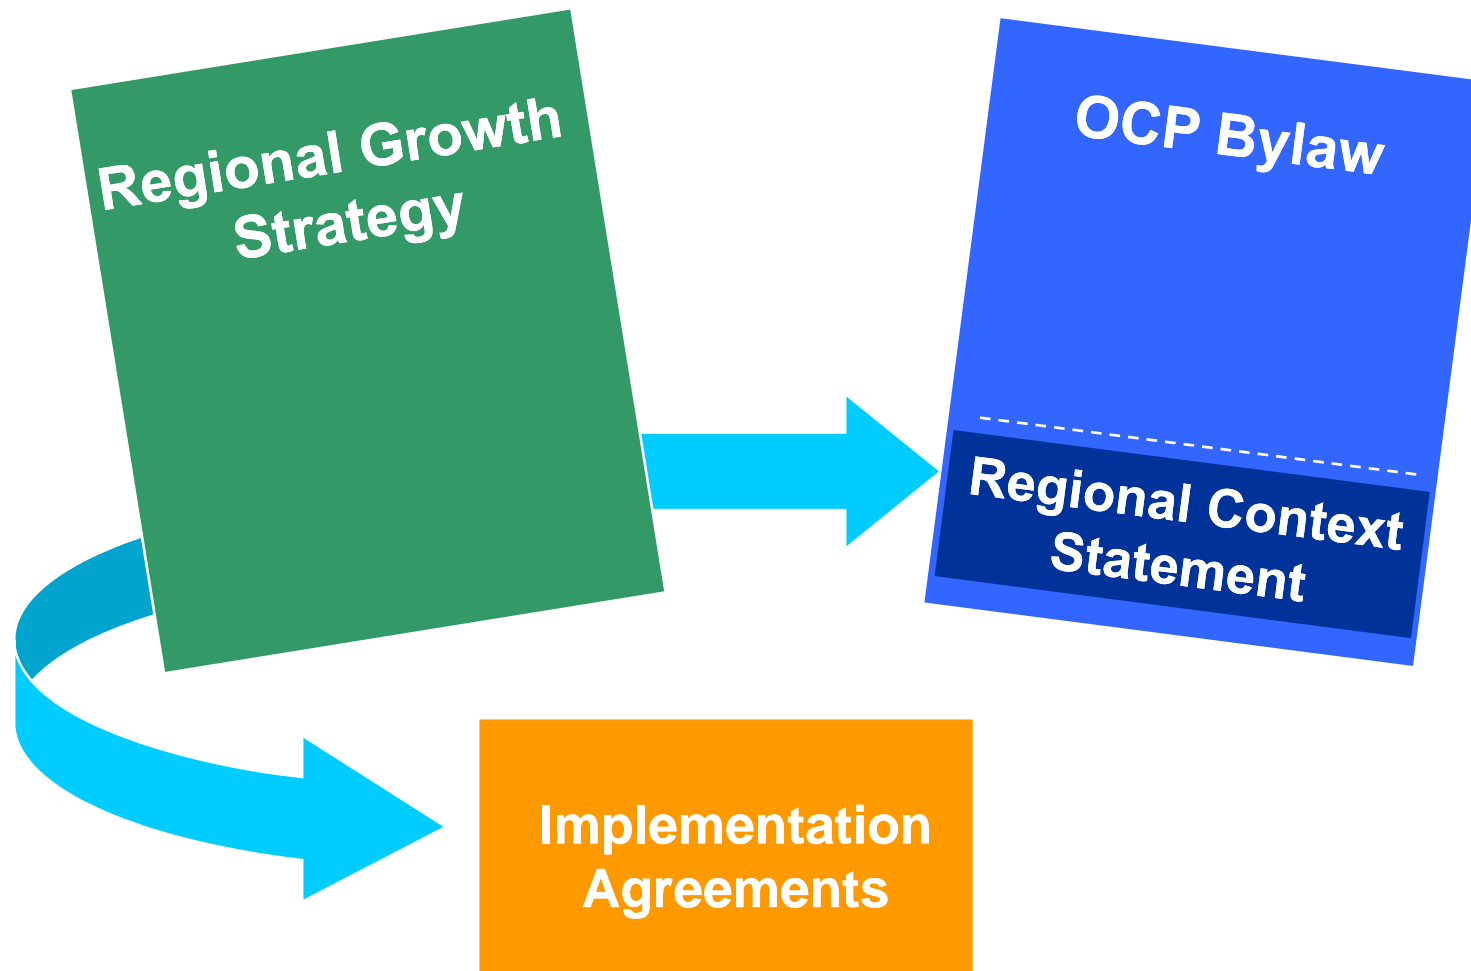 Regional Growth
Strategy
OCP Bylaw
Regional Context
Statement
Implementation
Agreements